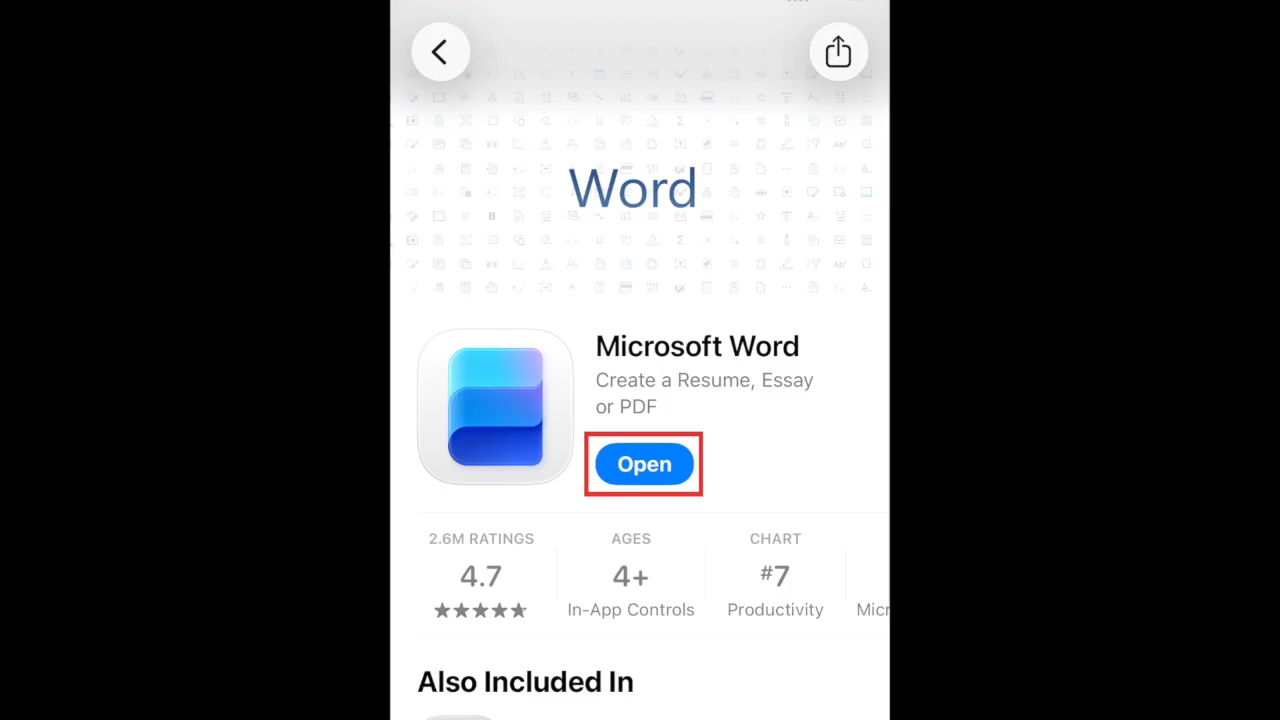 Word
Microsoft Word
Create a Resume, Essay
or PDF
Open
2.6M RATINGS
AGES
CHART
4.7
4+
#7
In-App Controls
Productivity
Micr
Also Included In